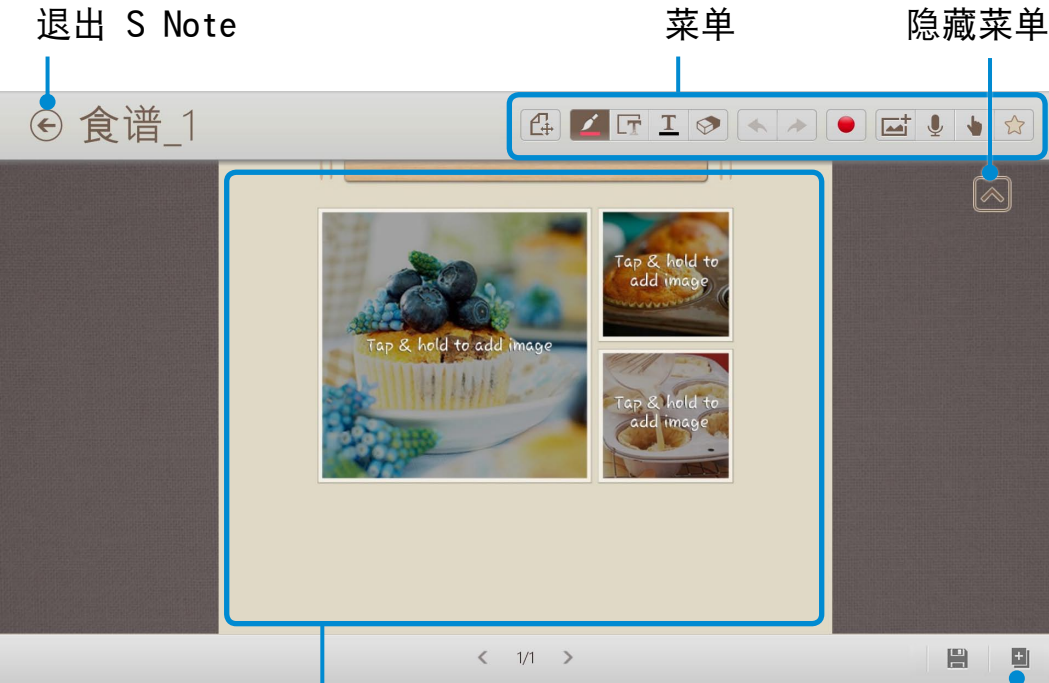 退出 S Note
菜单
隐藏菜单
食谱_1
T
T
Tap & hold to add image
Tap & hold to
add image
Tap & hold to
add image
1/1